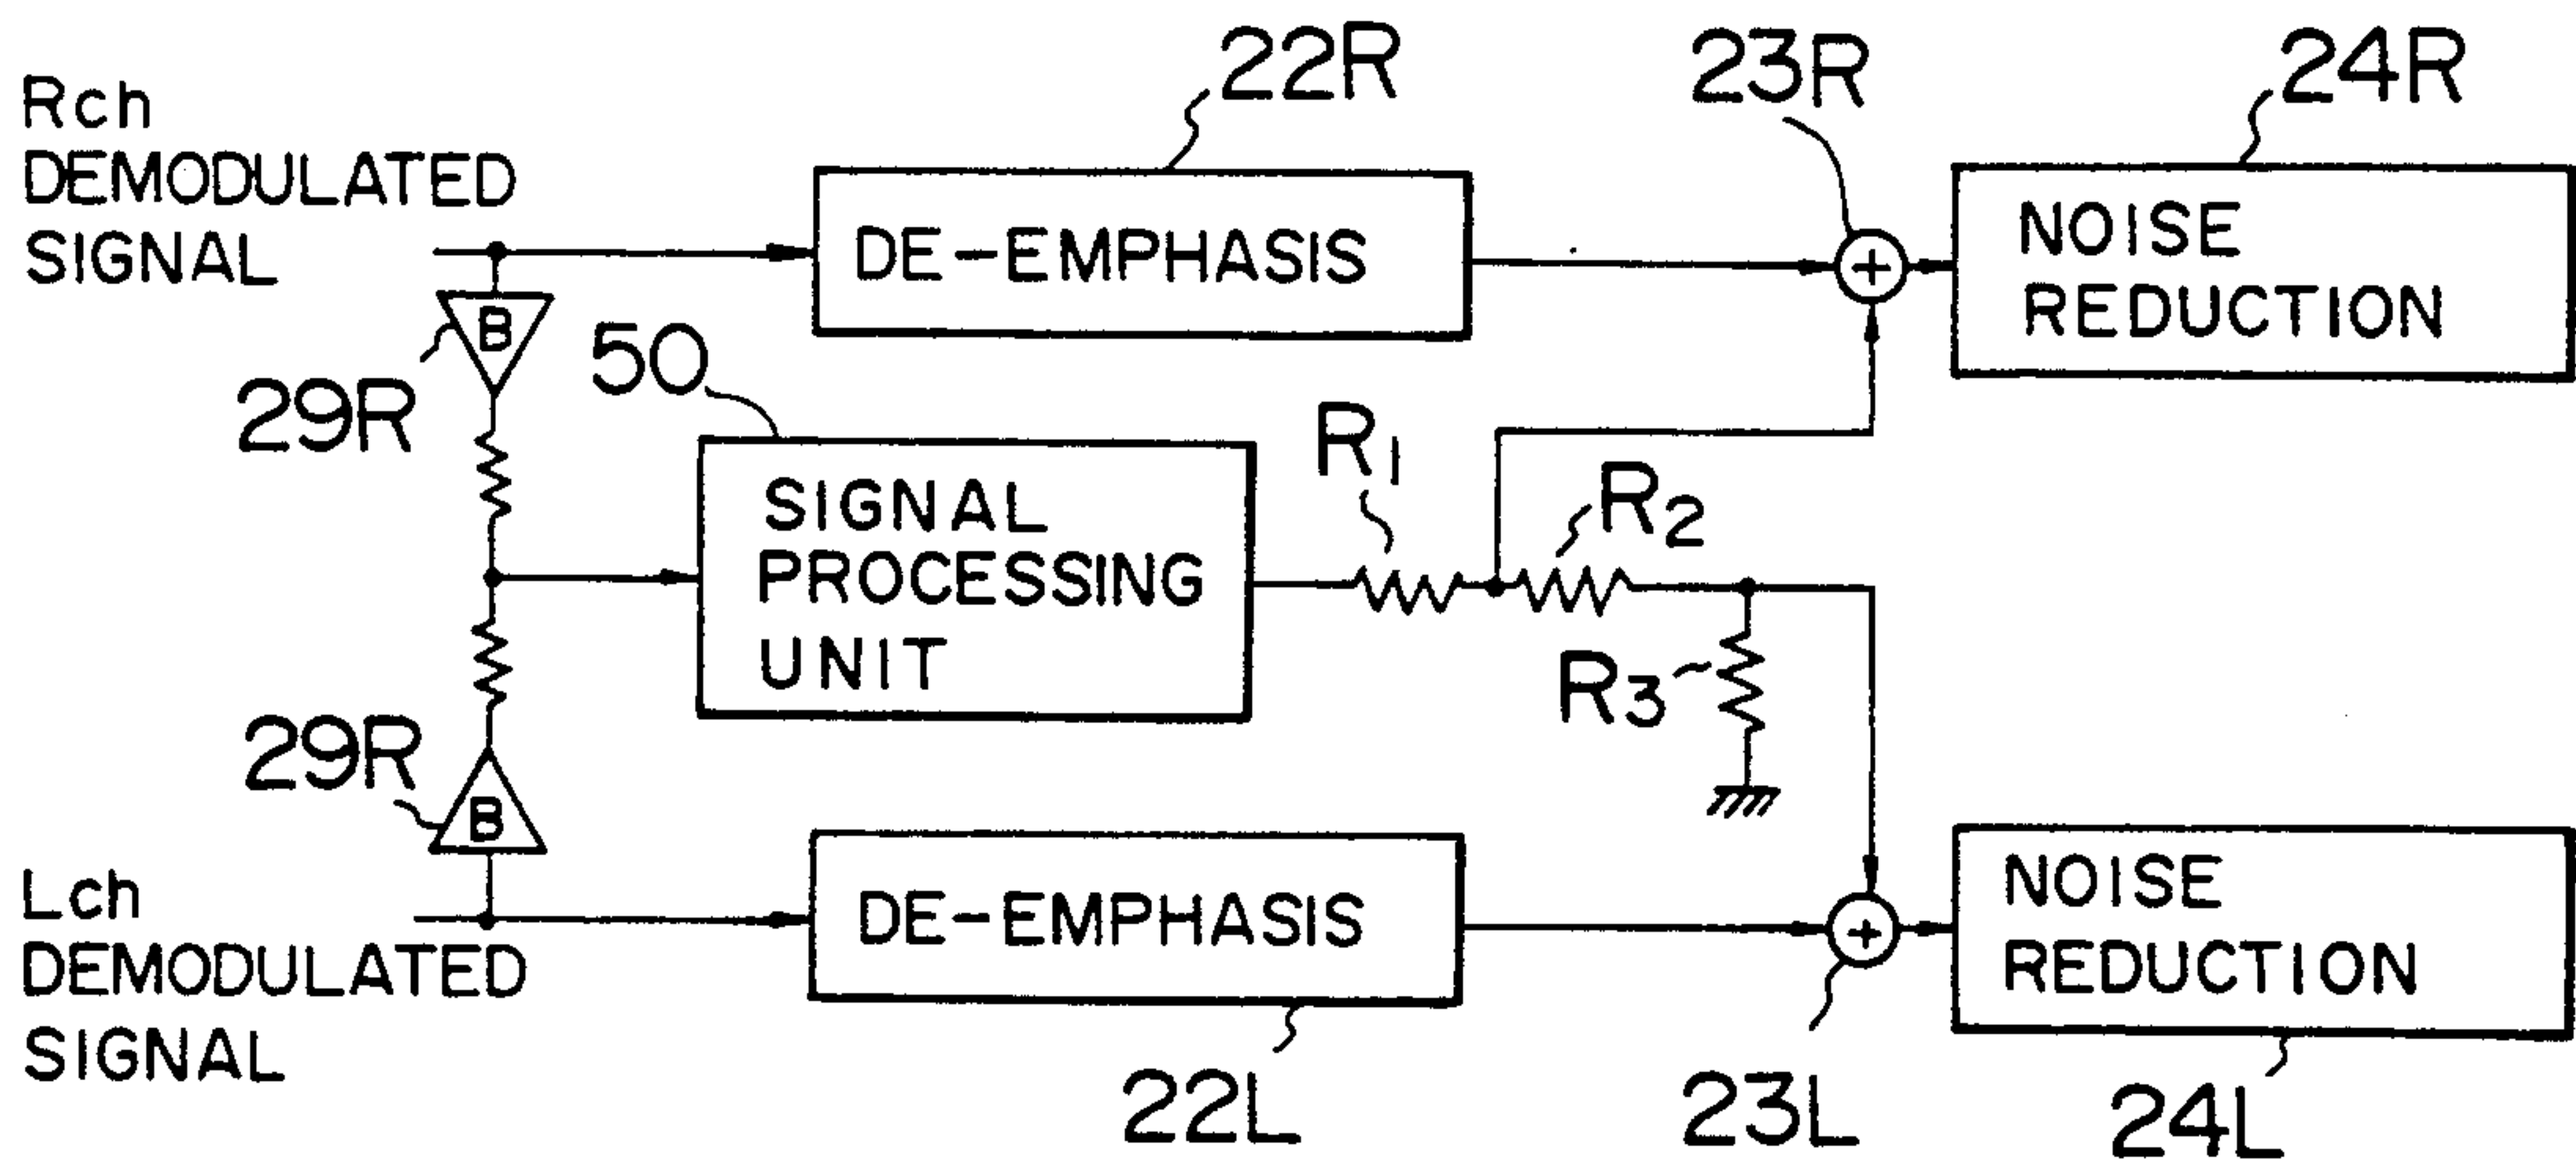 22R
23R
24R
Rch
DEMODULATED
SIGNAL
DE-EMPHASIS
NOISE
REDUCTION
B
29R
50
SIGNAL
PROCESSING
UNIT
R1
R2
R3
29R
B
Lch
DEMODULATED
SIGNAL
DE-EMPHASIS
NOISE
REDUCTION
22L
23L
24L